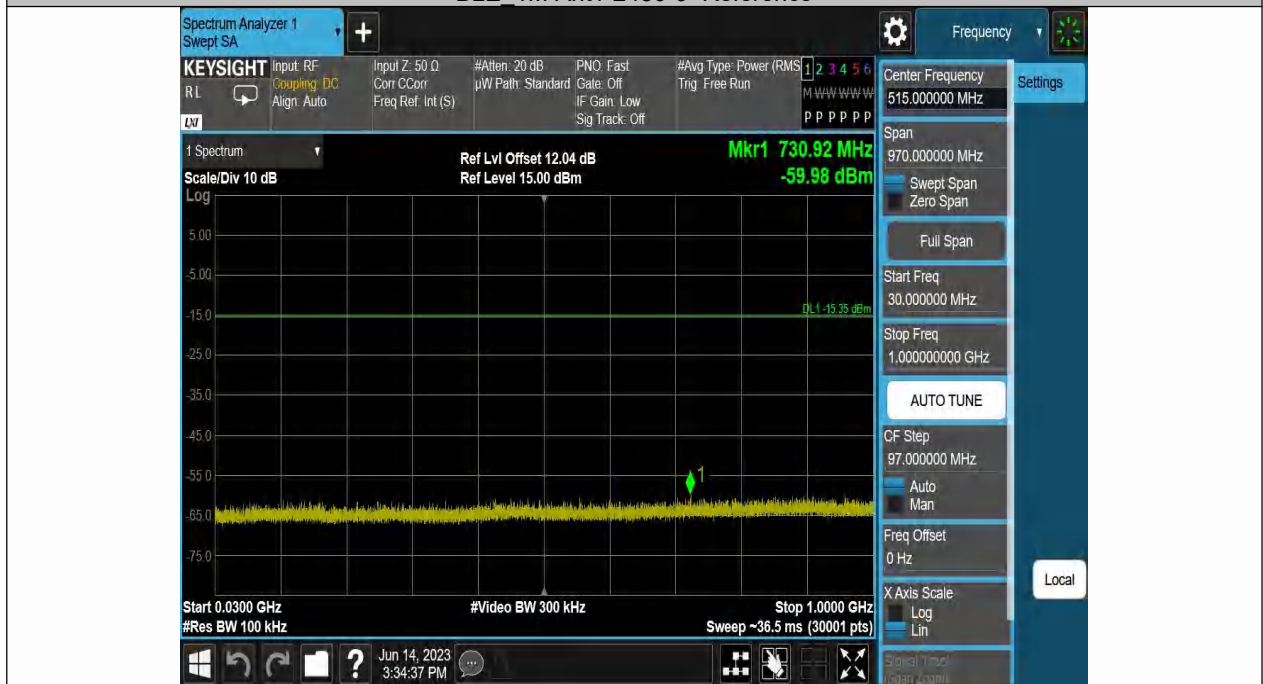 Spectrum Analyzer 1
Swept SA
+
Frequency
KEYSIGHT
RL
LXI
Input: RF
Coupling: DC
Align: Auto
Input Z: 50 Ω
Corr CCorr
Freq Ref: Int (S)
#Atten: 20 dB
µW Path: Standard
PNO: Fast
Gate: Off
IF Gain: Low
Sig Track: Off
#Avg Type: Power (RMS
Trig: Free Run
1 2 3 4 5 6
M W W W W W
P P P P P P
Center Frequency
515.000000 MHz
Settings
1 Spectrum
Scale/Div 10 dB
Log
Ref Lvl Offset 12.04 dB
Ref Level 15.00 dBm
Mkr1 730.92 MHz
-59.98 dBm
Span
970.000000 MHz
Swept Span
Zero Span
Full Span
Start Freq
30.000000 MHz
Stop Freq
1.000000000 GHz
AUTO TUNE
CF Step
97.000000 MHz
Auto
Man
Freq Offset
0 Hz
X Axis Scale
Log
Lin
Local
5.00
-5.00
-15.0
DL1 -15.35 dBm
-25.0
-35.0
-45.0
-55.0
1
-65.0
-75.0
Start 0.0300 GHz
#Res BW 100 kHz
#Video BW 300 kHz
Stop 1.0000 GHz
Sweep ~36.5 ms (30001 pts)
?
Jun 14, 2023
3:34:37 PM